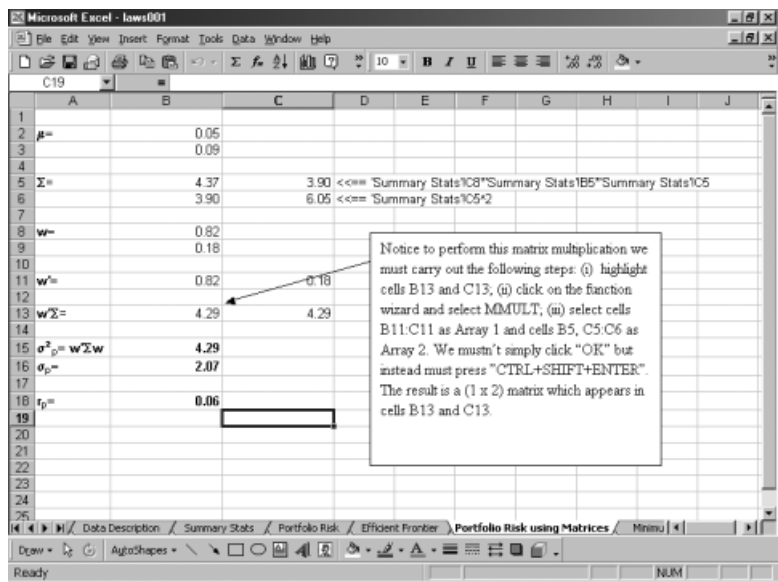 Microsoft Excel - laws001
File Edit View Insert Format Tools Data Window Help
10 B I U
C19 =
A B C D E F G H I J
1
2 μ= 0.05
3 0.09
4
5 Σ= 4.37 3.90 <<== 'Summary Stats'!C8*'Summary Stats'!B5*'Summary Stats'!C5
6 3.90 6.05 <<== 'Summary Stats'!C5^2
7
8 w= 0.82
9 0.18
10
11 w'= 0.82 0.18
12
13 w'Σ= 4.29 4.29
14
15 σ²p= w'Σw 4.29
16 σp= 2.07
17
18 rp= 0.06
19
20
21
22
23
24
25
Notice to perform this matrix multiplication we
must carry out the following steps: (i) highlight
cells B13 and C13; (ii) click on the function
wizard and select MMULT; (iii) select cells
B11:C11 as Array 1 and cells B5, C5:C6 as
Array 2. We mustn't simply click "OK" but
instead must press "CTRL+SHIFT+ENTER".
The result is a (1 x 2) matrix which appears in
cells B13 and C13.
Data Description / Summary Stats / Portfolio Risk / Efficient Frontier \ Portfolio Risk using Matrices / Minimu
Draw AutoShapes
Ready NUM